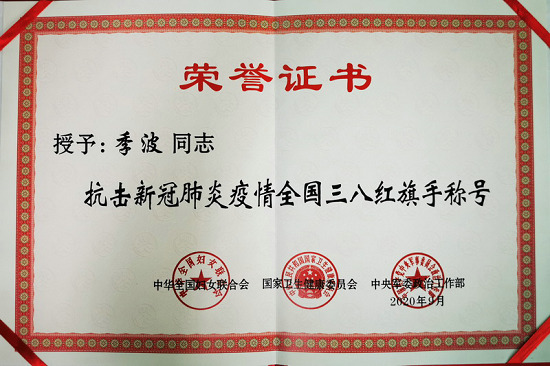 荣誉证书
授予：季波 同志
抗击新冠肺炎疫情全国三八红旗手称号
中华全国妇女联合会 国家卫生健康委员会 中央军委政治工作部
2020年9月